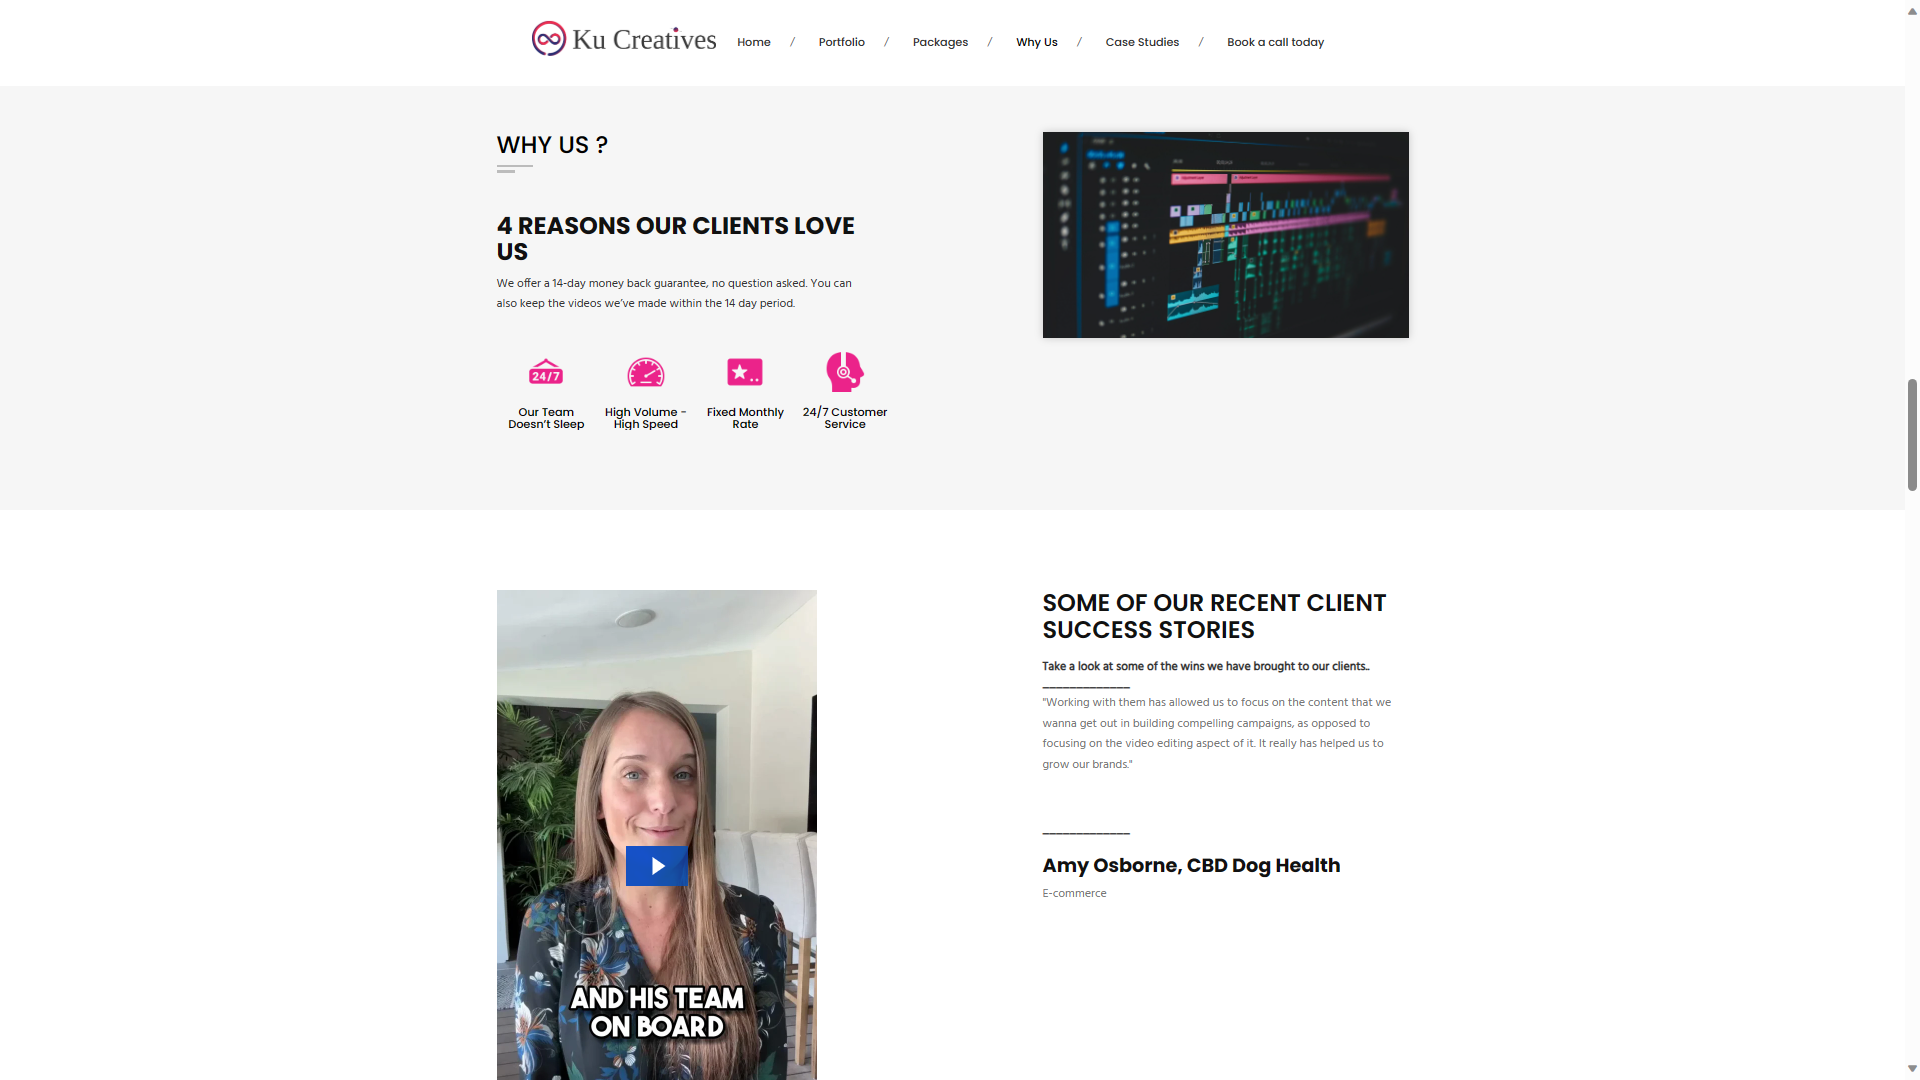 Ku Creatives
Home / Portfolio / Packages / Why Us / Case Studies / Book a call today
WHY US ?
4 REASONS OUR CLIENTS LOVE
US
We offer a 14-day money back guarantee, no question asked. You can
also keep the videos we’ve made within the 14 day period.
24/7
Our Team
Doesn’t Sleep
High Volume -
High Speed
Fixed Monthly
Rate
24/7 Customer
Service
AND HIS TEAM
ON BOARD
SOME OF OUR RECENT CLIENT
SUCCESS STORIES
Take a look at some of the wins we have brought to our clients..
_____________
"Working with them has allowed us to focus on the content that we
wanna get out in building compelling campaigns, as opposed to
focusing on the video editing aspect of it. It really has helped us to
grow our brands."
_____________
Amy Osborne, CBD Dog Health
E-commerce